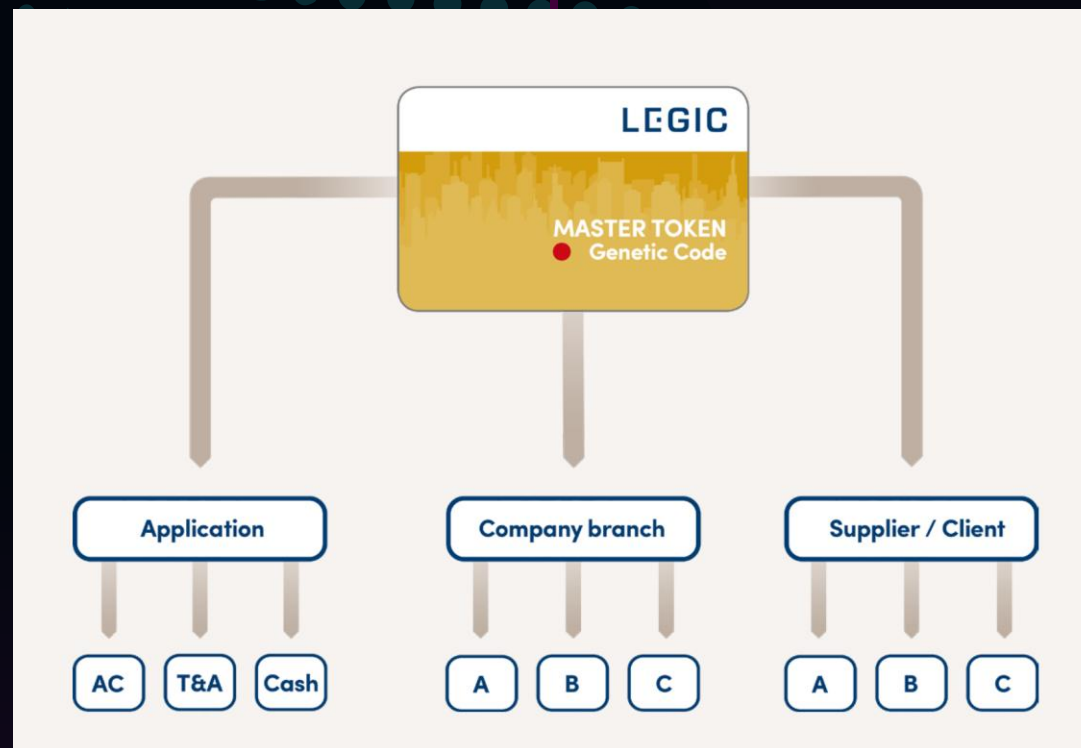 LEGIC
MASTER TOKEN
Genetic Code
Application
Company branch
Supplier / Client
AC
T&A
Cash
A
B
C
A
B
C